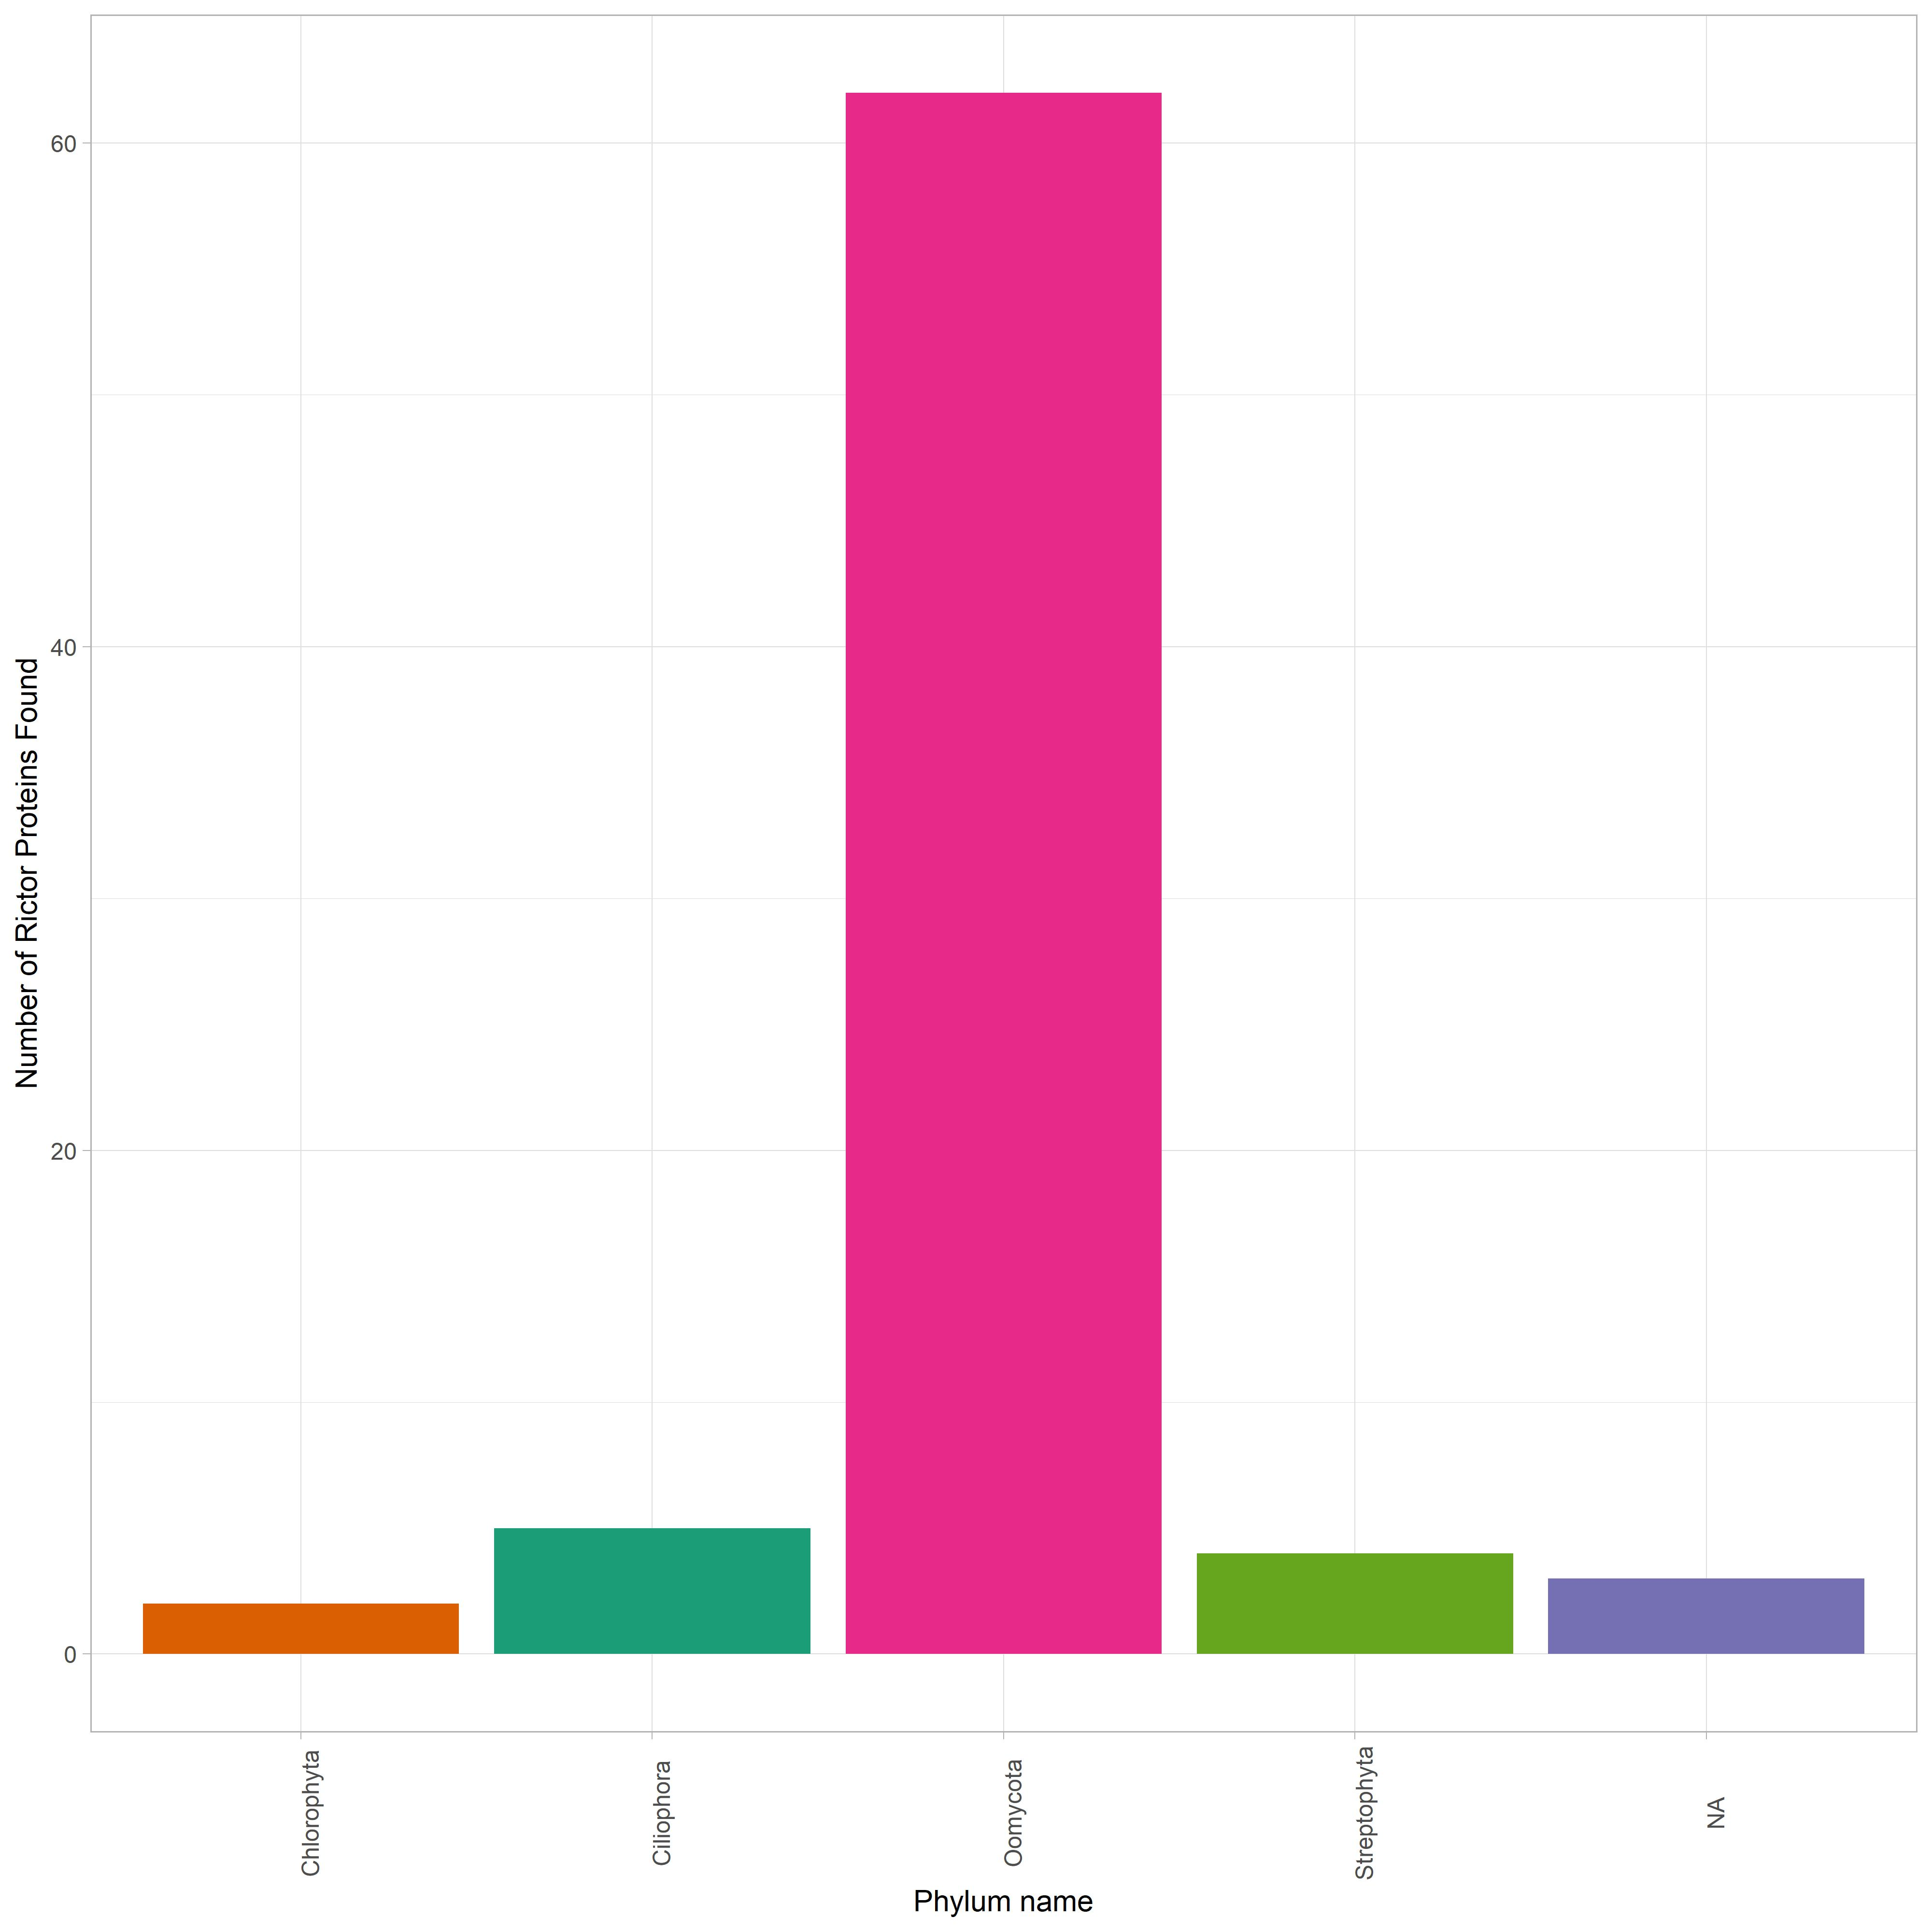 Number of Rictor Proteins Found
60
40
20
0
Chlorophyta
Ciliophora
Oomycota
Streptophyta
NA
Phylum name